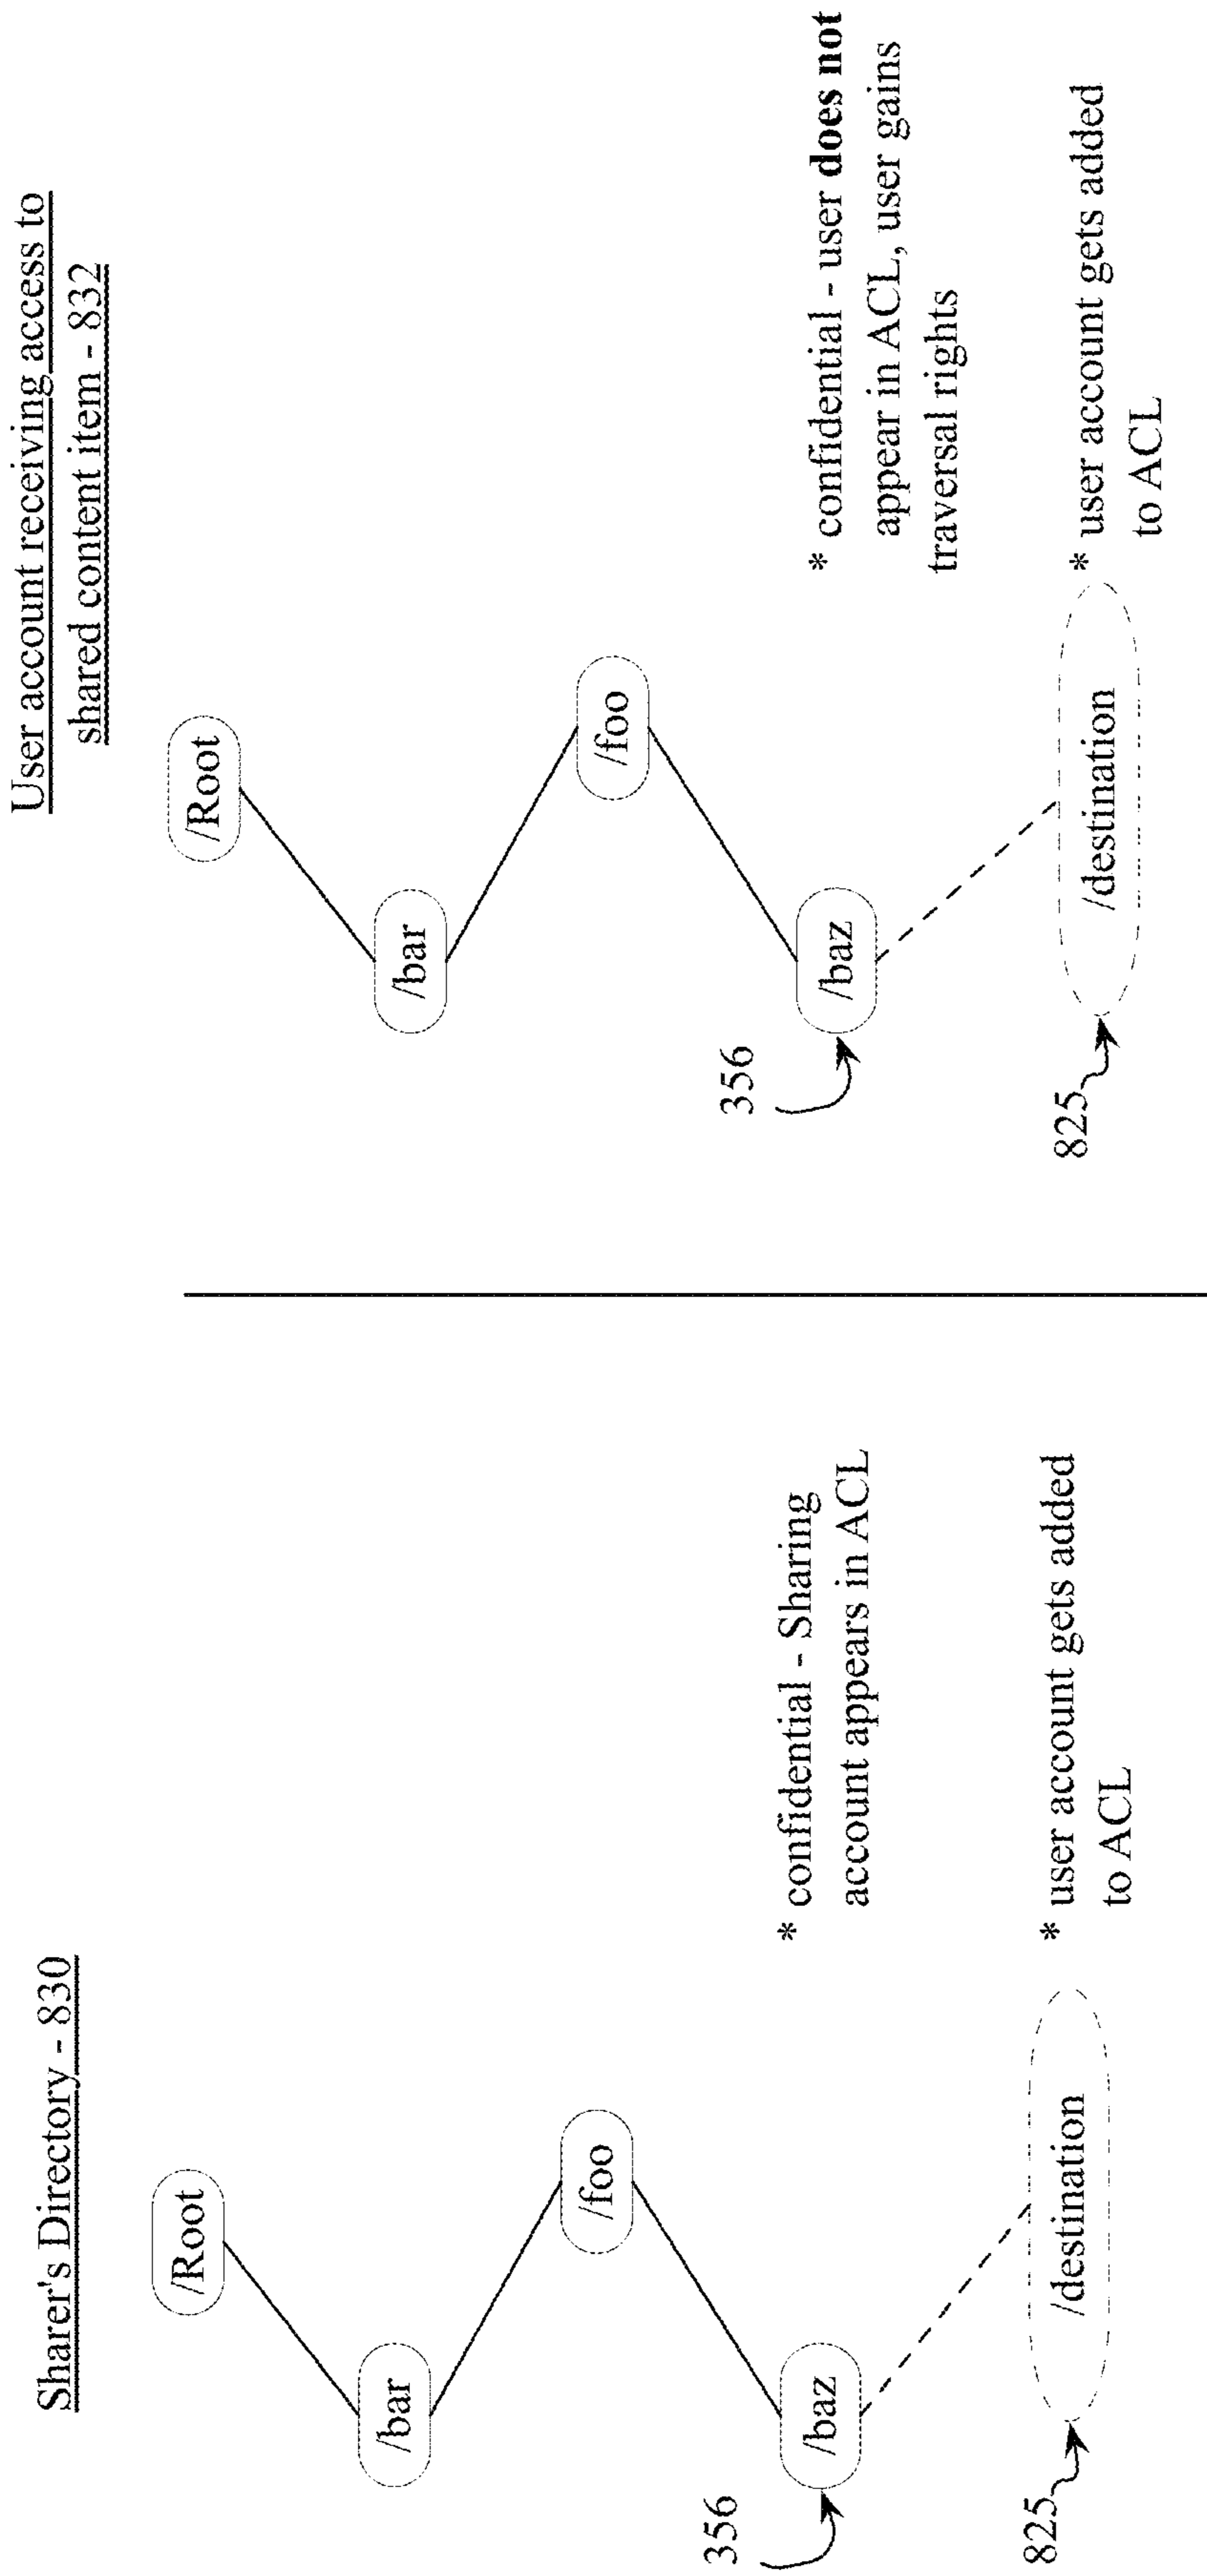 Sharer's Directory - 830
/Root
/bar
/foo
356
/baz
* confidential - Sharing
account appears in ACL
825
/destination
* user account gets added
to ACL
User account receiving access to
shared content item - 832
/Root
/bar
/foo
356
/baz
* confidential - user does not
appear in ACL, user gains
traversal rights
825
/destination
* user account gets added
to ACL